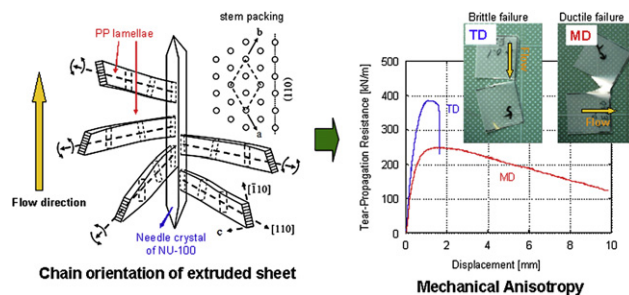 PP lamellae
stem packing
b
(110)
a
Flow direction
[1̄10]
[110]
c
Needle crystal
of NU-100
Chain orientation of extruded sheet
Brittle failure
Ductile failure
TD
MD
Flow
Flow
Tear-Propagation Resistance [kN/m]
500
400
300
200
100
0
TD
MD
0
2
4
6
8
10
Displacement [mm]
Mechanical Anisotropy